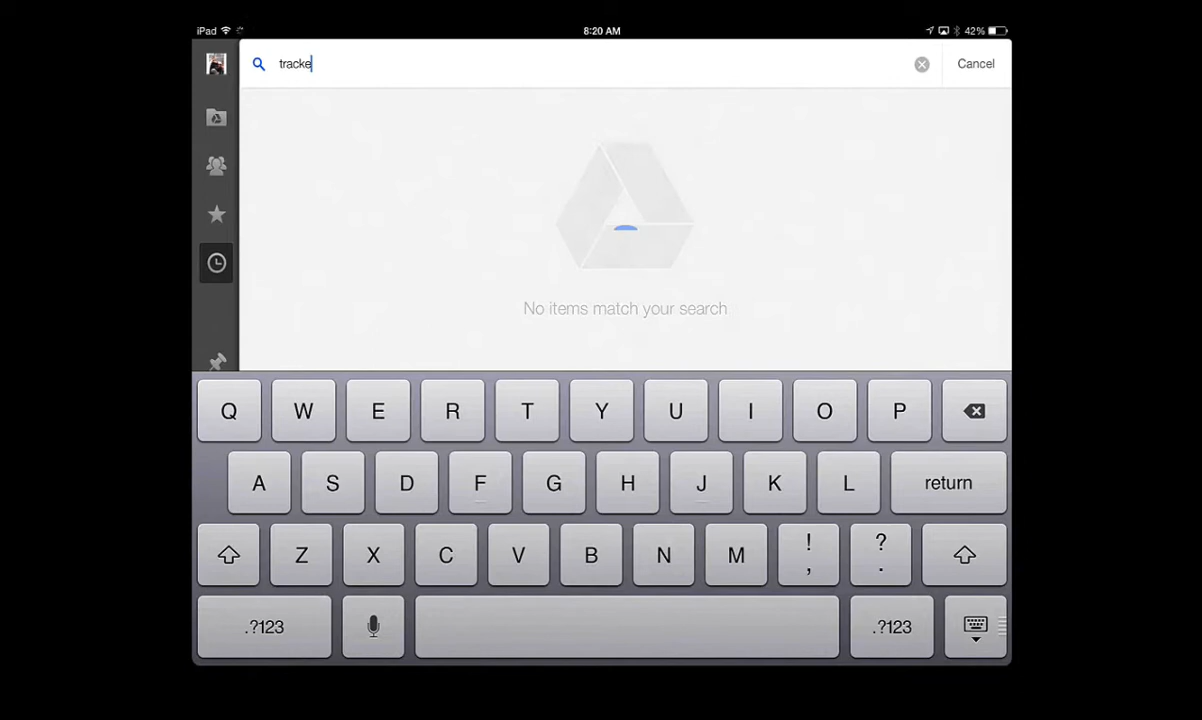 iPad 8:20 AM 42%
tracke Cancel
No items match your search
Q W E R T Y U I O P
A S D F G H J K L return
Z X C V B N M ! , ? .
.?123 .?123